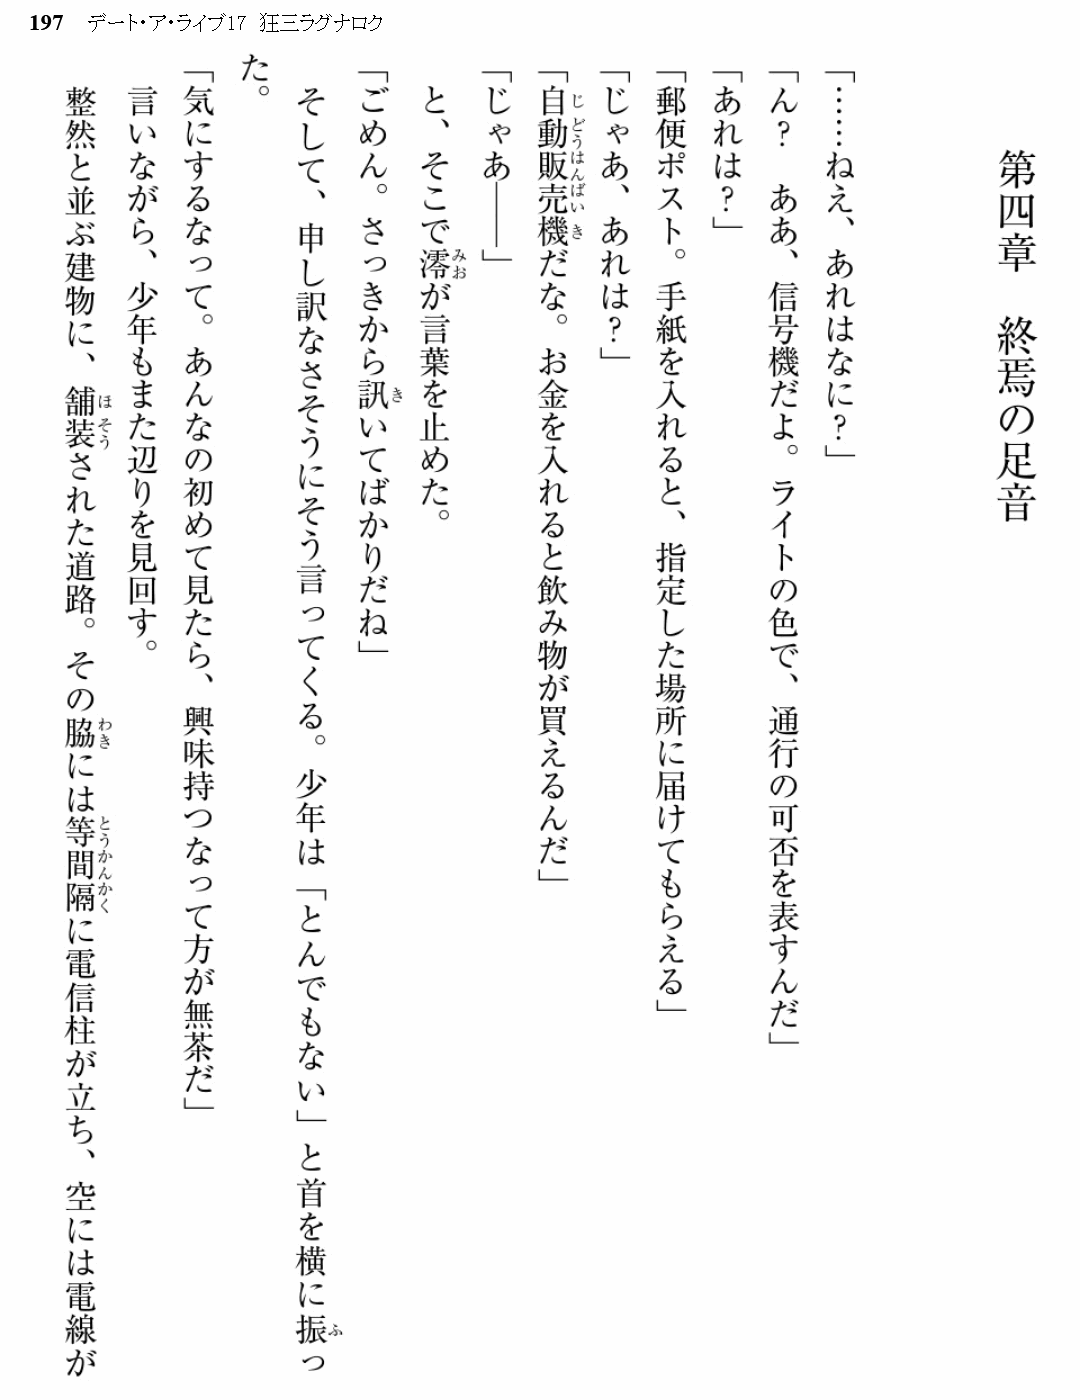 197 デート・ア・ライブ17 狂三ラグナロク
第四章 終焉の足音
「……ねえ、あれはなに？」
「ん？ ああ、信号機だよ。ライトの色で、通行の可否を表すんだ」
「あれは？」
「郵便ポスト。手紙を入れると、指定した場所に届けてもらえる」
「じゃあ、あれは？」
「自動販売機だな。お金を入れると飲み物が買えるんだ」
「じゃあ――」
と、そこで澪が言葉を止めた。
「ごめん。さっきから訊いてばかりだね」
そして、申し訳なさそうにそう言ってくる。少年は「とんでもない」と首を横に振っ
た。
「気にするなって。あんなの初めて見たら、興味持つなって方が無茶だ」
言いながら、少年もまた辺りを見回す。
整然と並ぶ建物に、舗装された道路。その脇には等間隔に電信柱が立ち、空には電線が